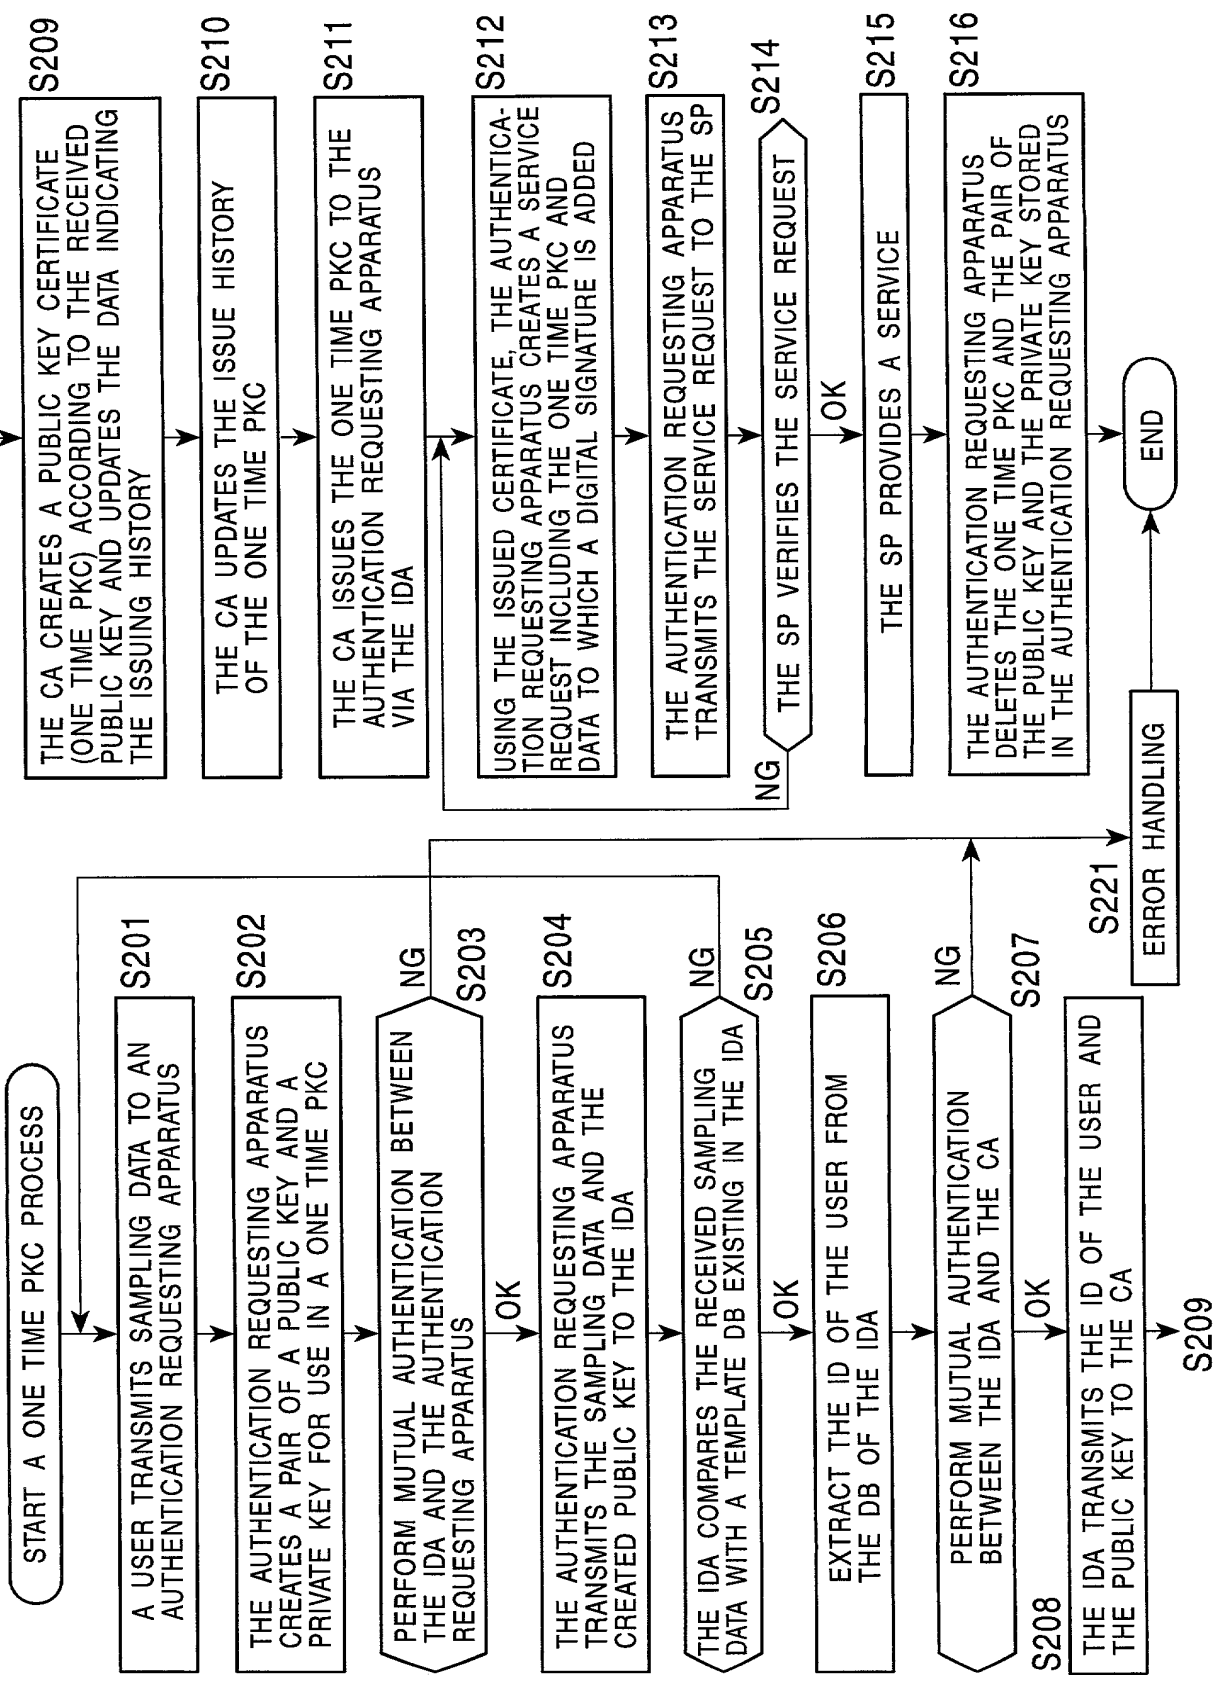 START A ONE TIME PKC PROCESS
S201
A USER TRANSMITS SAMPLING DATA TO AN
AUTHENTICATION REQUESTING APPARATUS
S202
THE AUTHENTICATION REQUESTING APPARATUS
CREATES A PAIR OF A PUBLIC KEY AND A
PRIVATE KEY FOR USE IN A ONE TIME PKC
S203
PERFORM MUTUAL AUTHENTICATION BETWEEN
THE IDA AND THE AUTHENTICATION
REQUESTING APPARATUS
NG
OK
S204
THE AUTHENTICATION REQUESTING APPARATUS
TRANSMITS THE SAMPLING DATA AND THE
CREATED PUBLIC KEY TO THE IDA
S205
THE IDA COMPARES THE RECEIVED SAMPLING
DATA WITH A TEMPLATE DB EXISTING IN THE IDA
NG
OK
S206
EXTRACT THE ID OF THE USER FROM
THE DB OF THE IDA
S207
PERFORM MUTUAL AUTHENTICATION
BETWEEN THE IDA AND THE CA
NG
OK
S208
THE IDA TRANSMITS THE ID OF THE USER AND
THE PUBLIC KEY TO THE CA
S209
S209
THE CA CREATES A PUBLIC KEY CERTIFICATE
(ONE TIME PKC) ACCORDING TO THE RECEIVED
PUBLIC KEY AND UPDATES THE DATA INDICATING
THE ISSUING HISTORY
S210
THE CA UPDATES THE ISSUE HISTORY
OF THE ONE TIME PKC
S211
THE CA ISSUES THE ONE TIME PKC TO THE
AUTHENTICATION REQUESTING APPARATUS
VIA THE IDA
S212
USING THE ISSUED CERTIFICATE, THE AUTHENTICA-
TION REQUESTING APPARATUS CREATES A SERVICE
REQUEST INCLUDING THE ONE TIME PKC AND
DATA TO WHICH A DIGITAL SIGNATURE IS ADDED
S213
THE AUTHENTICATION REQUESTING APPARATUS
TRANSMITS THE SERVICE REQUEST TO THE SP
S214
THE SP VERIFIES THE SERVICE REQUEST
NG
OK
S215
THE SP PROVIDES A SERVICE
S216
THE AUTHENTICATION REQUESTING APPARATUS
DELETES THE ONE TIME PKC AND THE PAIR OF
THE PUBLIC KEY AND THE PRIVATE KEY STORED
IN THE AUTHENTICATION REQUESTING APPARATUS
S221
ERROR HANDLING
END